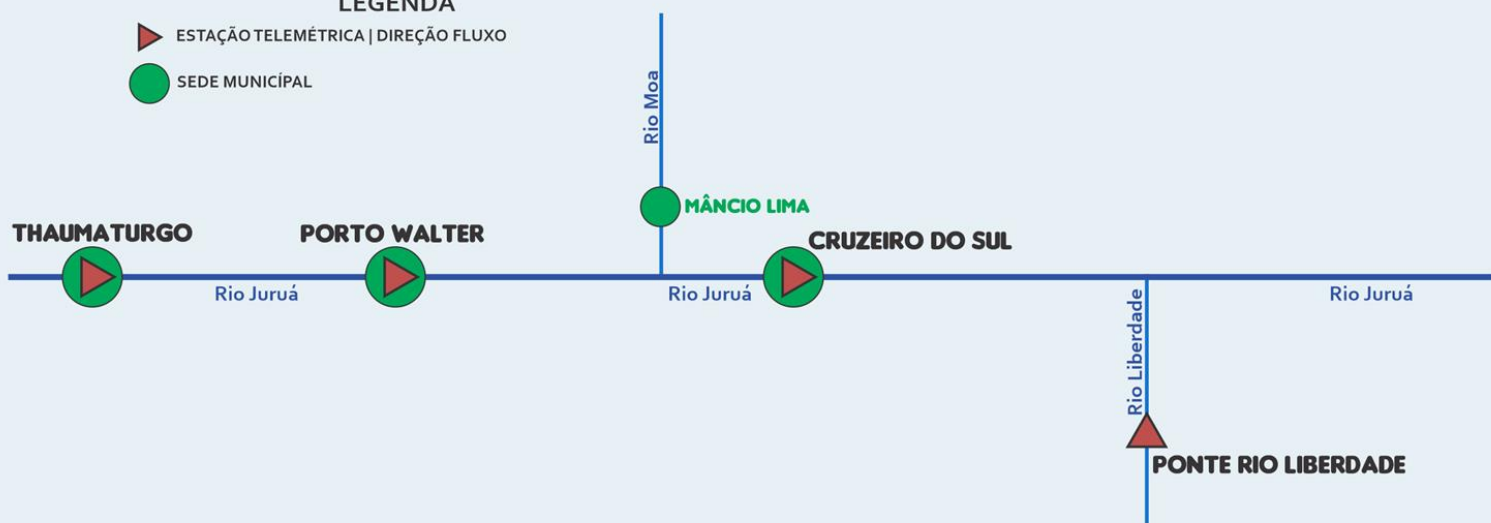 LEGENDA
ESTAÇÃO TELEMÉTRICA | DIREÇÃO FLUXO
SEDE MUNICÍPAL
Rio Moa
MÂNCIO LIMA
THAUMATURGO
PORTO WALTER
CRUZEIRO DO SUL
Rio Juruá
Rio Juruá
Rio Juruá
Rio Liberdade
PONTE RIO LIBERDADE